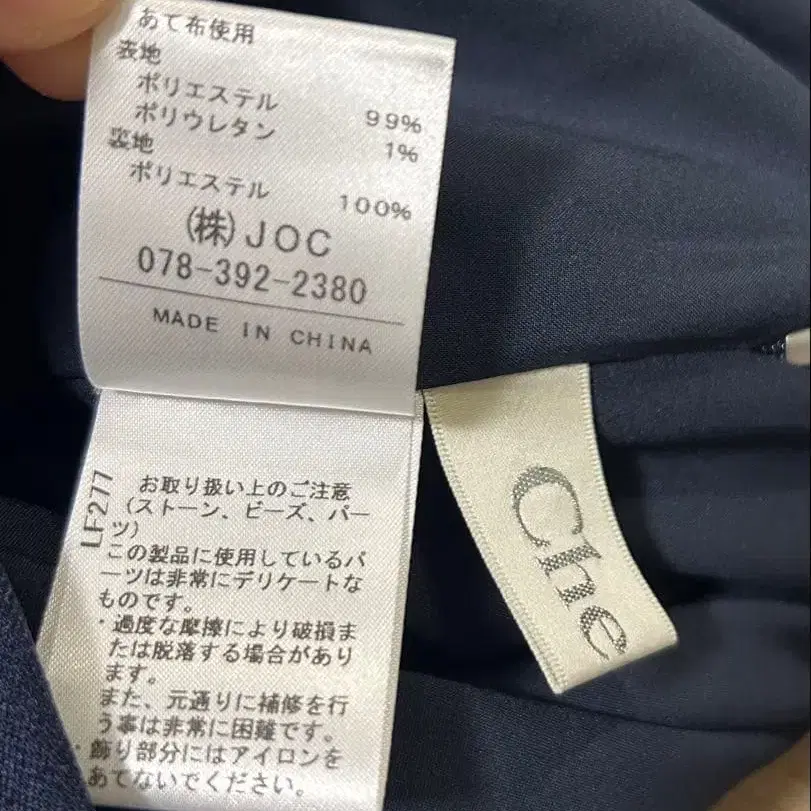 あて布使用
表地
ポリエステル 99%
ポリウレタン 1%
裏地
ポリエステル 100%
(株)JOC
078-392-2380
MADE IN CHINA
LF277
お取り扱い上のご注意
(ストーン、ビーズ、パー
ツ)
この製品に使用しているパ
ーツは非常にデリケートな
ものです。
・過度な摩擦により破損ま
たは脱落する場合があり
ます。
また、元通りに補修を行
う事は非常に困難です。
・飾り部分にはアイロンを
あてないでください。
Che